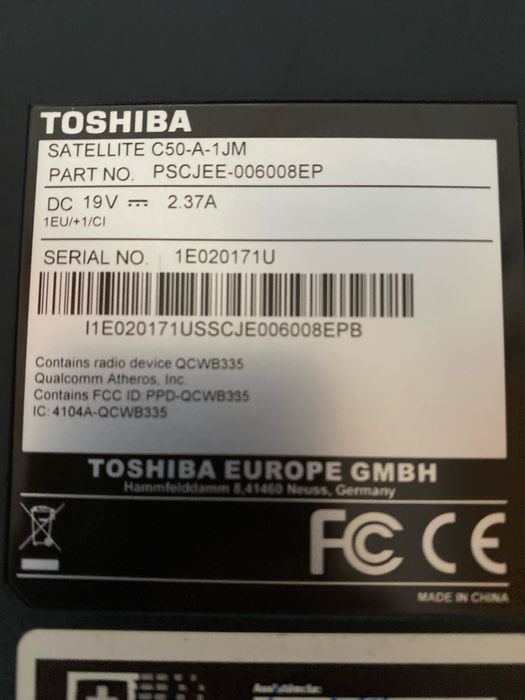 TOSHIBA
SATELLITE C50-A-1JM
PART NO. PSCJEE-006008EP
DC 19V ⎓ 2.37A
1EU/+1/CI
SERIAL NO. 1E020171U
I1E020171USSCJE006008EPB
Contains radio device QCWB335
Qualcomm Atheros, Inc.
Contains FCC ID: PPD-QCWB335
IC: 4104A-QCWB335
TOSHIBA EUROPE GMBH
Hammfelddamm 8,41460 Neuss, Germany
FC CE
MADE IN CHINA